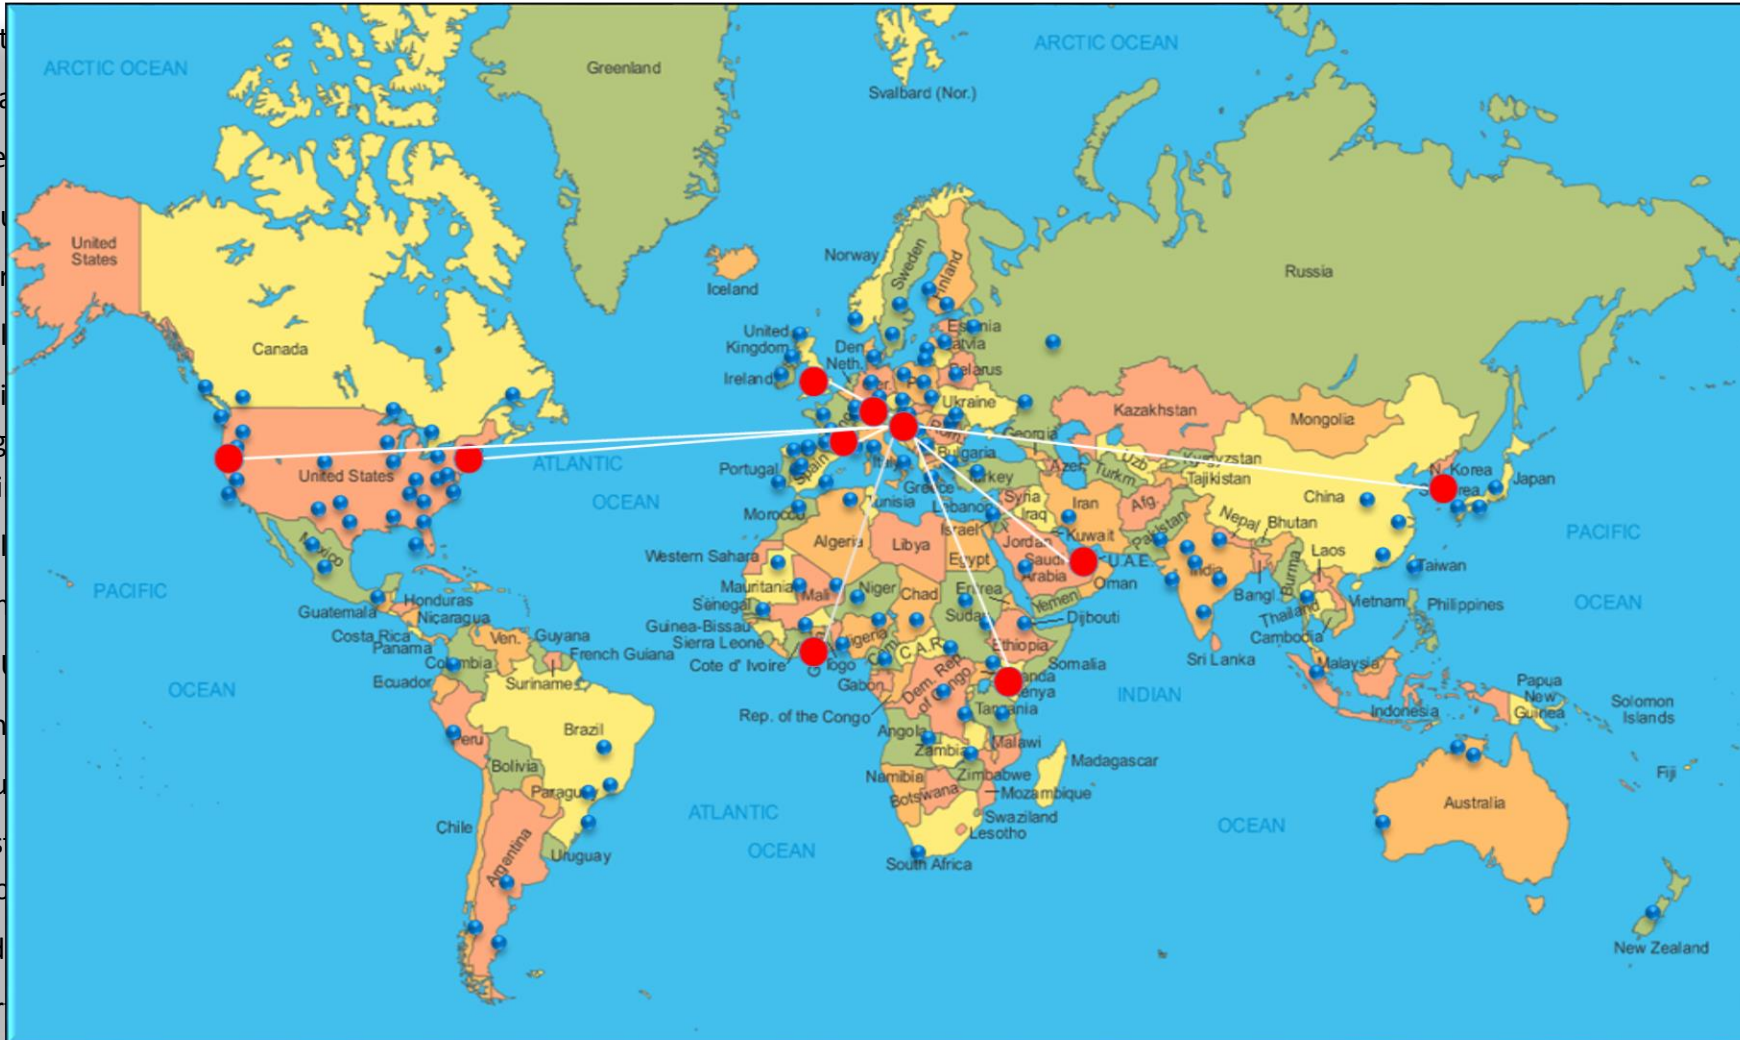 ARCTIC OCEAN
ARCTIC OCEAN
Greenland
Svalbard (Nor.)
United
States
Canada
Iceland
Norway
Sweden
Finland
Russia
United
Kingdom
Ireland
Den.
Neth.
Estonia
Latvia
Belarus
Ukraine
Kazakhstan
Mongolia
Georgia
Rom.
Bulgaria
Italy
Spain
Portugal
Greece
Turkey
Azer.
Uzb.
Turkm.
Kyrgyzstan
Tajikistan
N. Korea
Japan
China
United States
ATLANTIC
OCEAN
Morocco
Tunisia
Lebanon
Syria
Iraq
Iran
Afg.
Israel
Jordan
Kuwait
Pakistan
Nepal
Bhutan
PACIFIC
Algeria
Libya
Egypt
Western Sahara
Saudi
Arabia
U.A.E.
Oman
Yemen
India
Bangl.
Burma
Laos
Taiwan
Mexico
PACIFIC
Mauritania
Mali
Niger
Chad
Sudan
Eritrea
Djibouti
Thailand
Vietnam
Philippines
OCEAN
Guatemala
Honduras
Nicaragua
Costa Rica
Panama
Senegal
Guinea-Bissau
Sierra Leone
Cote d' Ivoire
Togo
Nigeria
Cam.
C.A.R.
Ethiopia
Somalia
Cambodia
Sri Lanka
Malaysia
Ven.
Guyana
French Guiana
Suriname
Colombia
Ecuador
OCEAN
Gabon
Rep. of the Congo
Dem. Rep.
of Congo
Uganda
Kenya
Tanzania
INDIAN
Indonesia
Papua
New
Guinea
Solomon
Islands
Brazil
Peru
Bolivia
Angola
Zambia
Malawi
Madagascar
Namibia
Botswana
Zimbabwe
Mozambique
Fiji
Paraguay
Chile
Argentina
Uruguay
ATLANTIC
OCEAN
Swaziland
Lesotho
South Africa
OCEAN
Australia
New Zealand